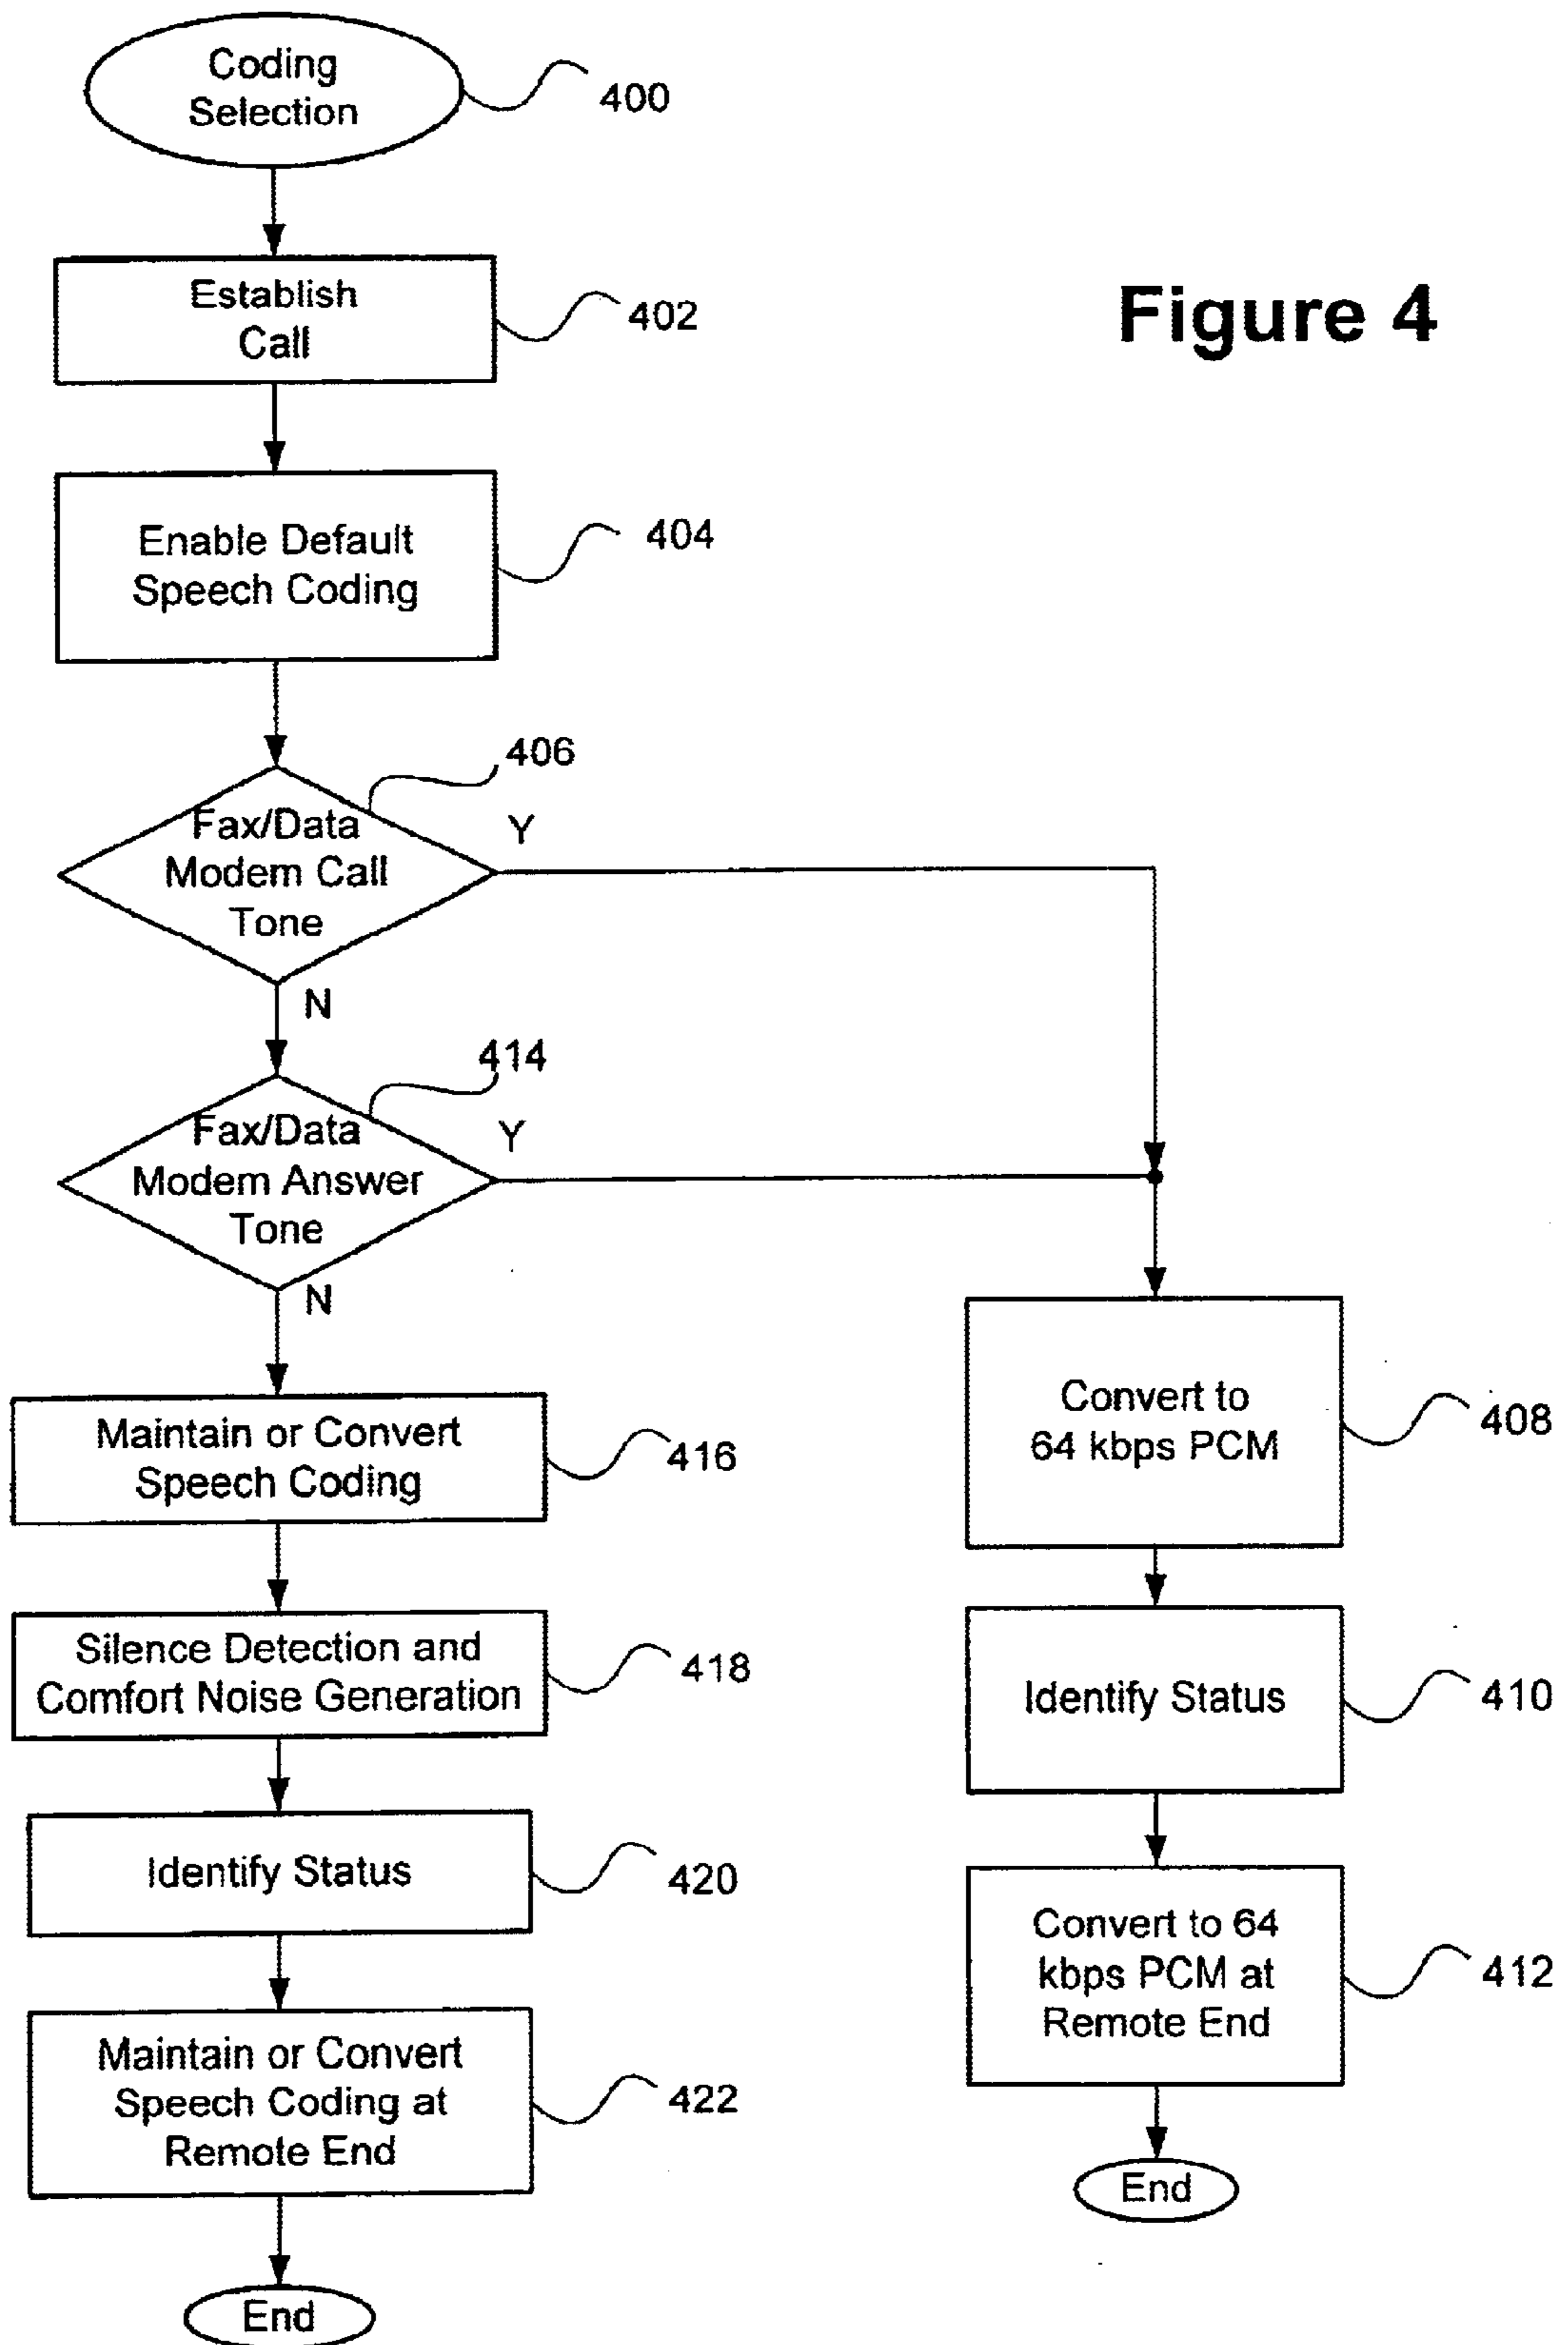 Coding
Selection
400
Establish
Call
402
Figure 4
Enable Default
Speech Coding
404
406
Fax/Data
Modem Call
Tone
Y
N
414
Fax/Data
Modem Answer
Tone
Y
N
Maintain or Convert
Speech Coding
416
Silence Detection and
Comfort Noise Generation
418
Identify Status
420
Maintain or Convert
Speech Coding at
Remote End
422
End
Convert to
64 kbps PCM
408
Identify Status
410
Convert to 64
kbps PCM at
Remote End
412
End